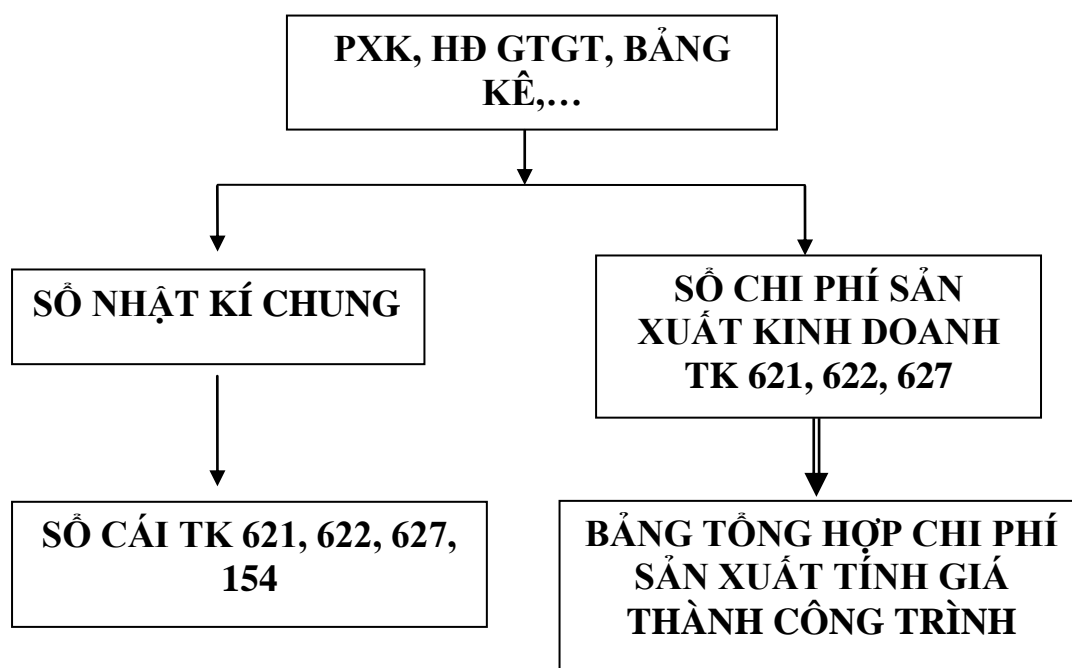 PXK, HĐ GTGT, BẢNG
KÊ,…
SỔ NHẬT KÍ CHUNG
SỔ CHI PHÍ SẢN
XUẤT KINH DOANH
TK 621, 622, 627
SỔ CÁI TK 621, 622, 627,
154
BẢNG TỔNG HỢP CHI PHÍ
SẢN XUẤT TÍNH GIÁ
THÀNH CÔNG TRÌNH